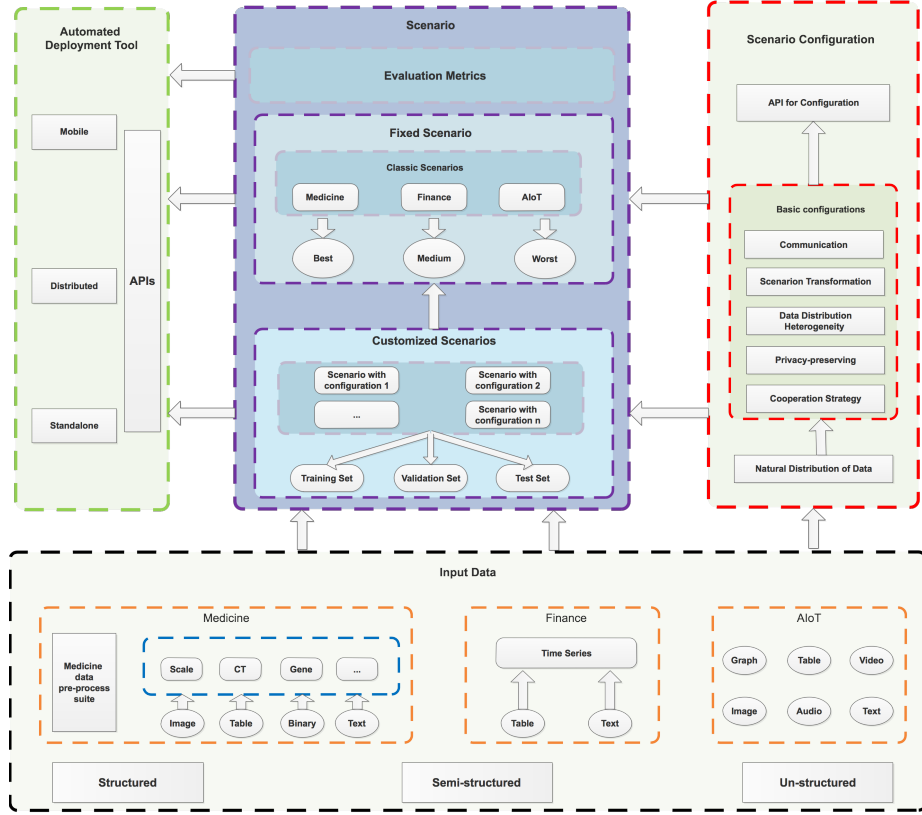 Automated
Deployment Tool
Mobile
Distributed
Standalone
APIs
Scenario
Evaluation Metrics
Fixed Scenario
Classic Scenarios
Medicine
Finance
AIoT
Best
Medium
Worst
Customized Scenarios
Scenario with
configuration 1
Scenario with
configuration 2
...
Scenario with
configuration n
Training Set
Validation Set
Test Set
Scenario Configuration
API for Configuration
Basic configurations
Communication
Scenarion Transformation
Data Distribution
Heterogeneity
Privacy-preserving
Cooperation Strategy
Natural Distribution of Data
Input Data
Medicine
Medicine
data
pre-process
suite
Scale
CT
Gene
...
Image
Table
Binary
Text
Finance
Time Series
Table
Text
AIoT
Graph
Table
Video
Image
Audio
Text
Structured
Semi-structured
Un-structured